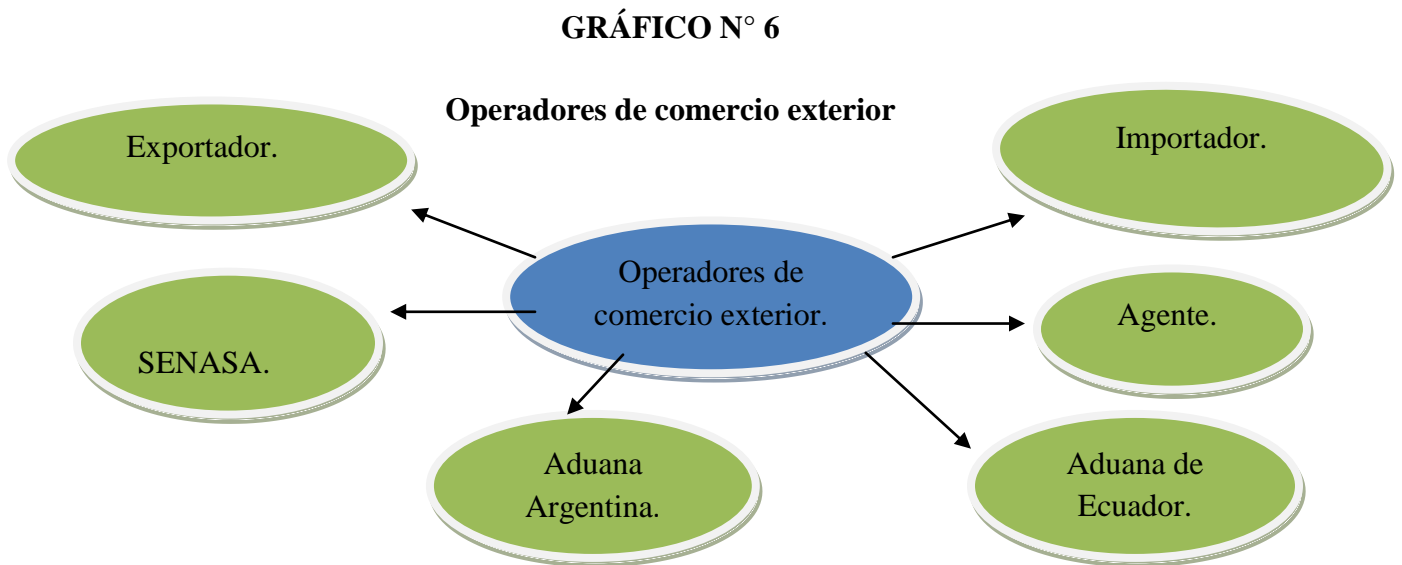 GRÁFICO N° 6
Operadores de comercio exterior
Exportador.
Importador.
Operadores de
comercio exterior.
SENASA.
Agente.
Aduana
Argentina.
Aduana de
Ecuador.